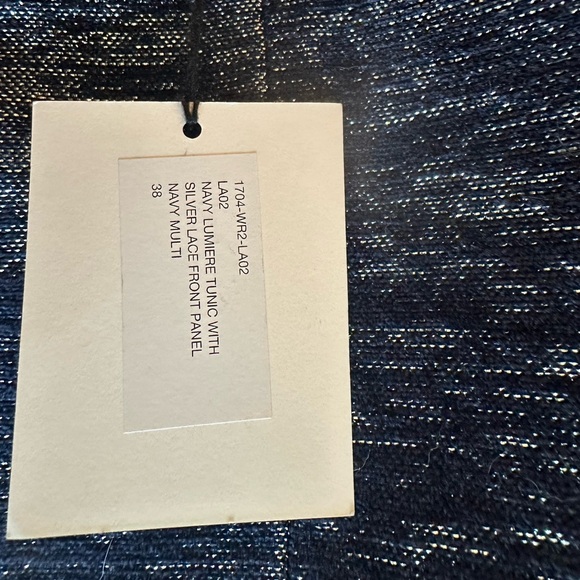 1704-WR2-LA02
LA02
NAVY LUMIERE TUNIC WITH
SILVER LACE FRONT PANEL
NAVY MULTI
38